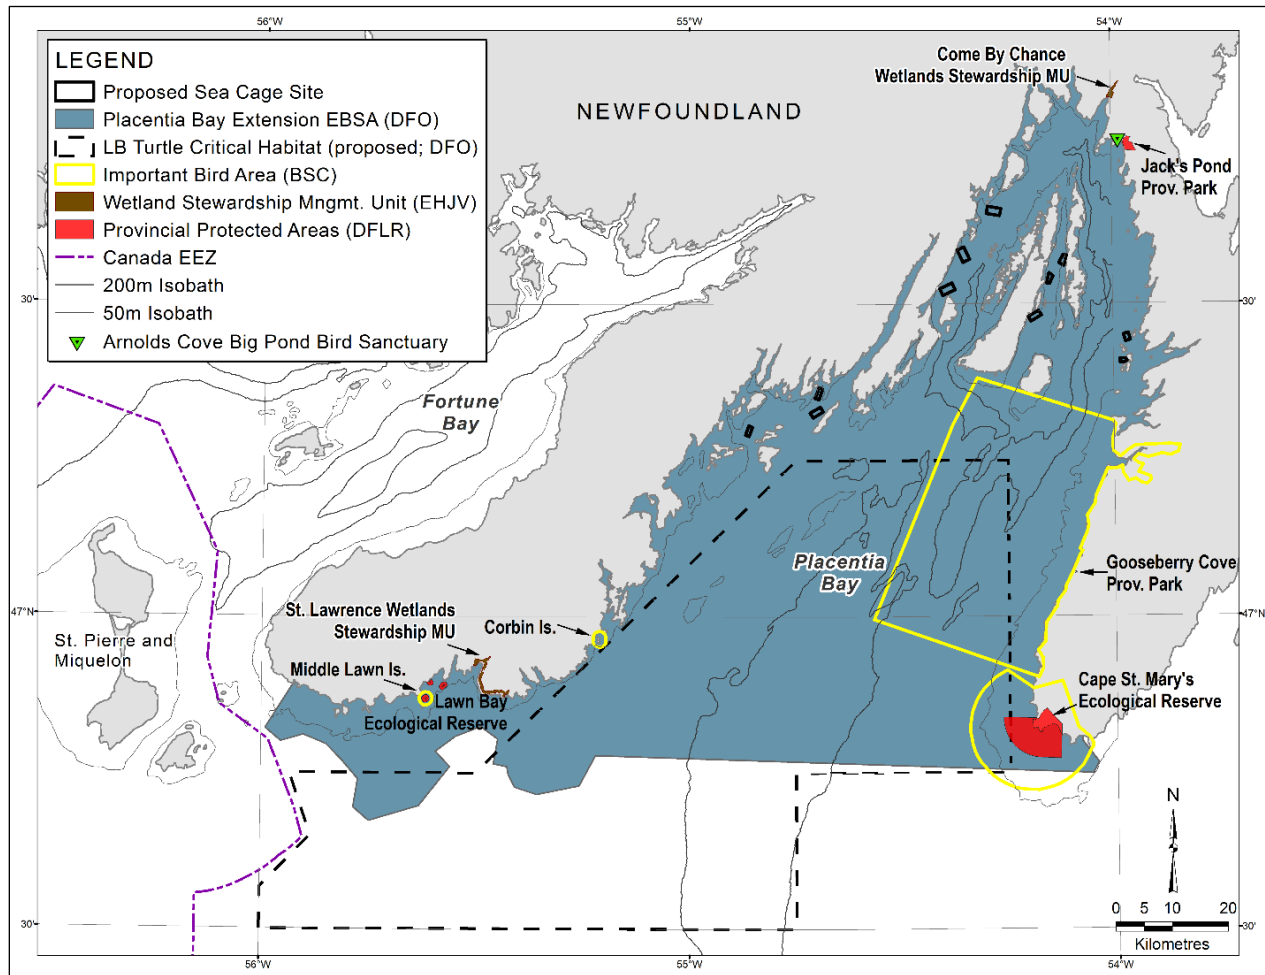 56°W
55°W
54°W
LEGEND
Proposed Sea Cage Site
Placentia Bay Extension EBSA (DFO)
LB Turtle Critical Habitat (proposed; DFO)
Important Bird Area (BSC)
Wetland Stewardship Mngmt. Unit (EHJV)
Provincial Protected Areas (DFLR)
Canada EEZ
200m Isobath
50m Isobath
Arnolds Cove Big Pond Bird Sanctuary
Come By Chance
Wetlands Stewardship MU
NEWFOUNDLAND
Jack's Pond
Prov. Park
30'
30'
Fortune
Bay
Placentia
Bay
Gooseberry Cove
Prov. Park
47°N
47°N
St. Lawrence Wetlands
Stewardship MU
Corbin Is.
St. Pierre and
Miquelon
Middle Lawn Is.
Lawn Bay
Ecological Reserve
Cape St. Mary's
Ecological Reserve
N
0 5 10 20
Kilometres
30'
30'
56°W
55°W
54°W